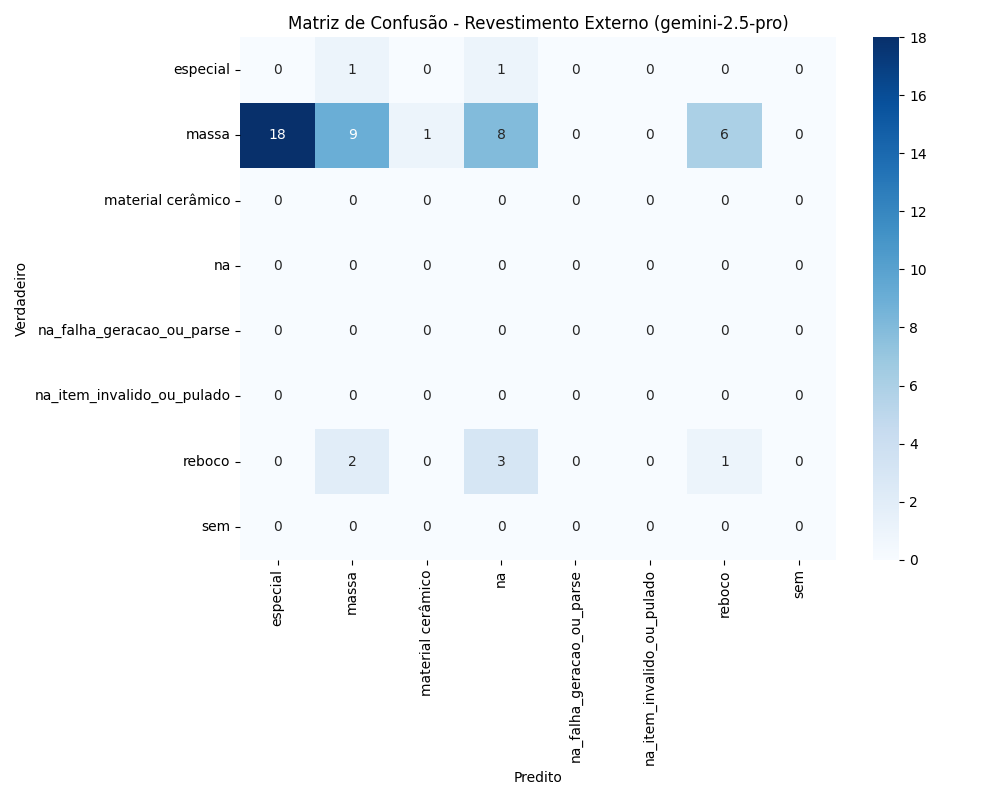 Matriz de Confusão - Revestimento Externo (gemini-2.5-pro)
especial 0 1 0 1 0 0 0 0
massa 18 9 1 8 0 0 6 0
material cerâmico 0 0 0 0 0 0 0 0
na 0 0 0 0 0 0 0 0
na_falha_geracao_ou_parse 0 0 0 0 0 0 0 0
na_item_invalido_ou_pulado 0 0 0 0 0 0 0 0
reboco 0 2 0 3 0 0 1 0
sem 0 0 0 0 0 0 0 0
Verdadeiro
especial
massa
material cerâmico
na
na_falha_geracao_ou_parse
na_item_invalido_ou_pulado
reboco
sem
Predito
18
16
14
12
10
8
6
4
2
0